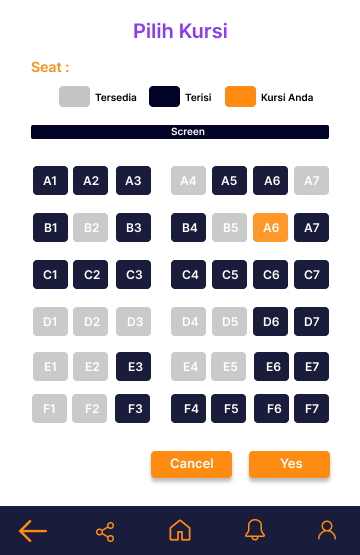 Pilih Kursi
Seat :
Tersedia Terisi Kursi Anda
Screen
A1 A2 A3 A4 A5 A6 A7
B1 B2 B3 B4 B5 A6 A7
C1 C2 C3 C4 C5 C6 C7
D1 D2 D3 D4 D5 D6 D7
E1 E2 E3 E4 E5 E6 E7
F1 F2 F3 F4 F5 F6 F7
Cancel Yes